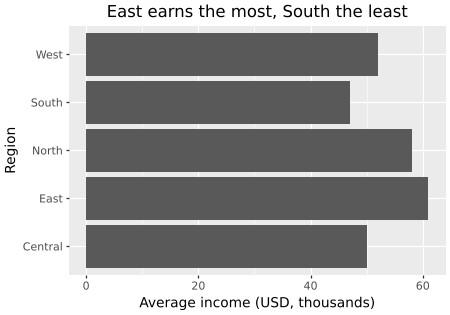 East earns the most, South the least
Region
West
South
North
East
Central
0 20 40 60
Average income (USD, thousands)